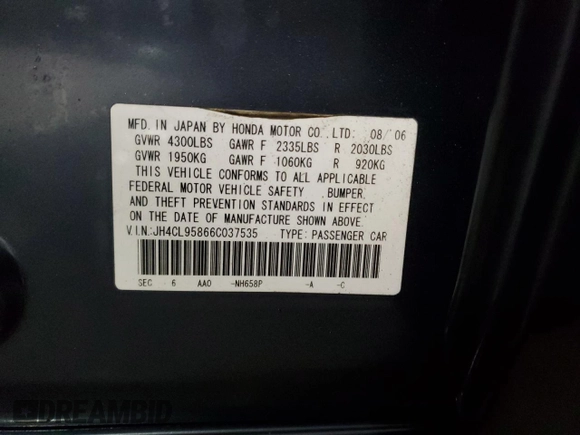 MFD. IN JAPAN BY HONDA MOTOR CO., LTD. 08/ 06
GVWR 4300LBS GAWR F 2335LBS R 2030LBS
GVWR 1950KG GAWR F 1060KG R 920KG
THIS VEHICLE CONFORMS TO ALL APPLICABLE
FEDERAL MOTOR VEHICLE SAFETY , BUMPER,
AND THEFT PREVENTION STANDARDS IN EFFECT
ON THE DATE OF MANUFACTURE SHOWN ABOVE.
V.I.N.:JH4CL95866C037535 TYPE: PASSENGER CAR
SEC 6 AAO -NH658P -A -C
DREAMBID